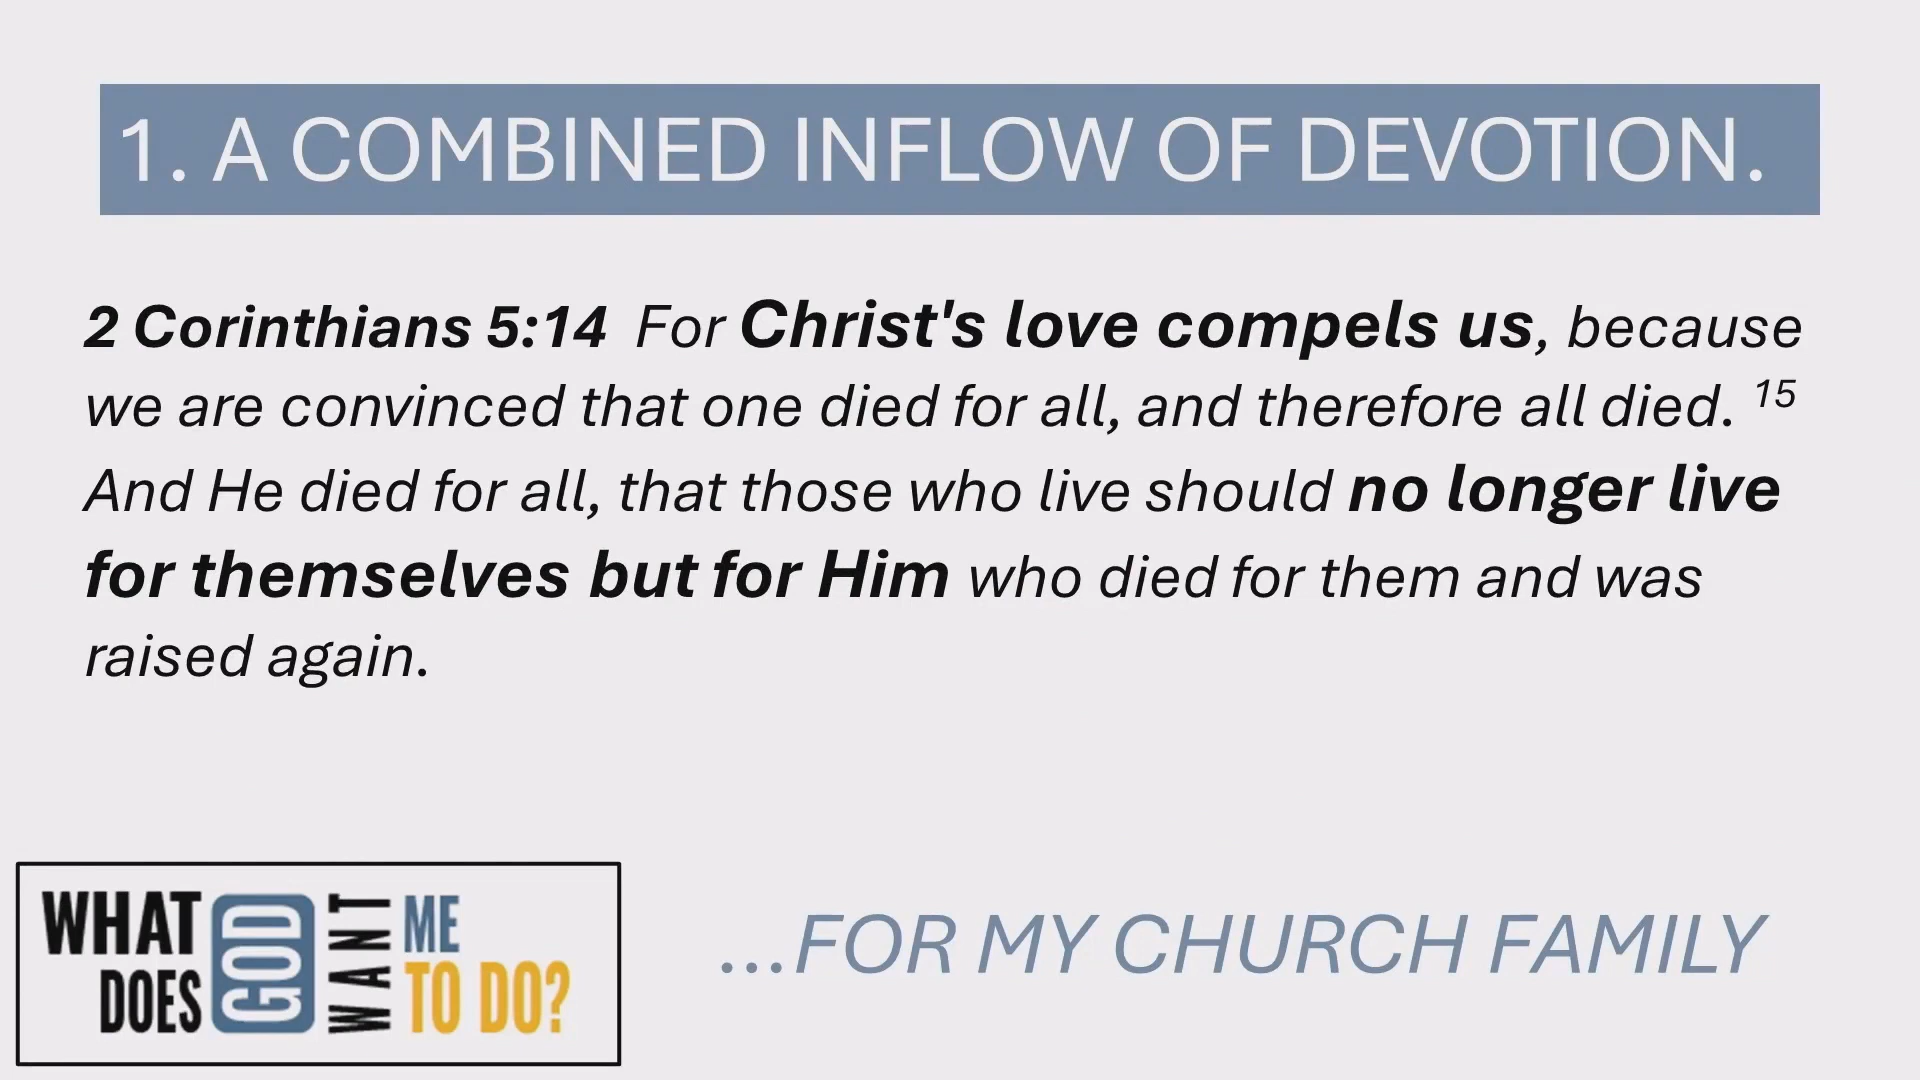 1. A COMBINED INFLOW OF DEVOTION.
2 Corinthians 5:14 For Christ's love compels us, because
we are convinced that one died for all, and therefore all died. 15
And He died for all, that those who live should no longer live
for themselves but for Him who died for them and was
raised again.
WHAT DOES GOD WANT ME TO DO?
...FOR MY CHURCH FAMILY